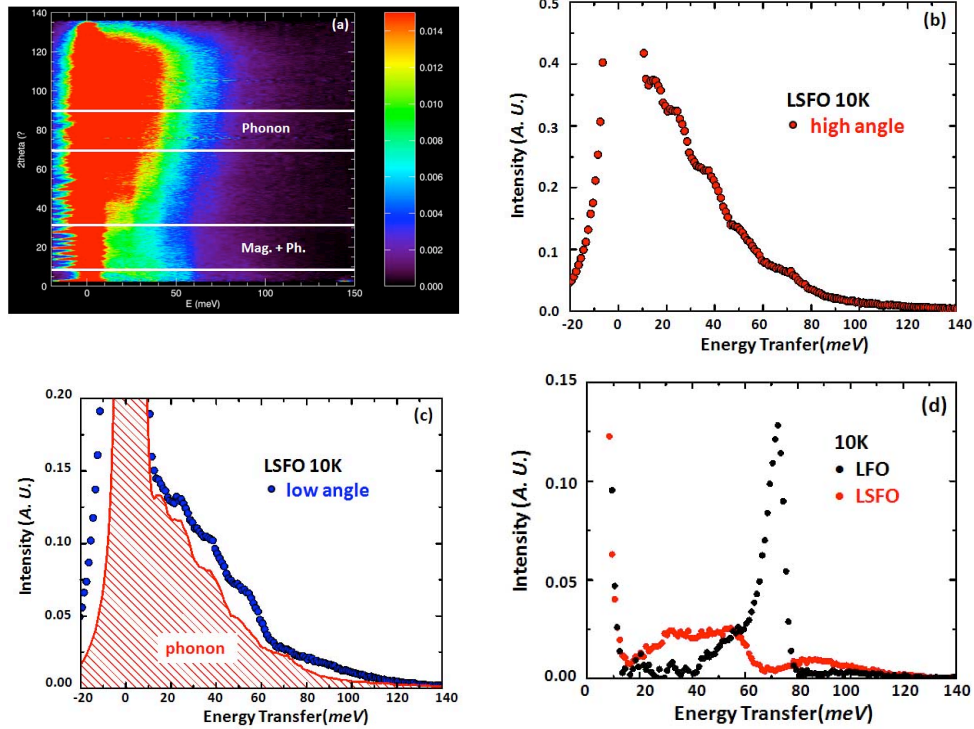 (a)
140
120
100
80
60
40
20
0
2theta (?
Phonon
Mag. + Ph.
0 50 100 150
E (meV)
0.014
0.012
0.010
0.008
0.006
0.004
0.002
0.000
(b)
0.5
0.4
0.3
0.2
0.1
0.0
Intensity (A. U.)
LSFO 10K
high angle
-20 0 20 40 60 80 100 120 140
Energy Tranfer(meV)
(c)
0.20
0.15
0.10
0.05
0.00
Intensity (A. U.)
LSFO 10K
low angle
phonon
-20 0 20 40 60 80 100 120 140
Energy Transfer(meV)
(d)
0.15
0.10
0.05
0.00
Intensity (A. U.)
10K
LFO
LSFO
0 20 40 60 80 100 120 140
Energy Transfer(meV)